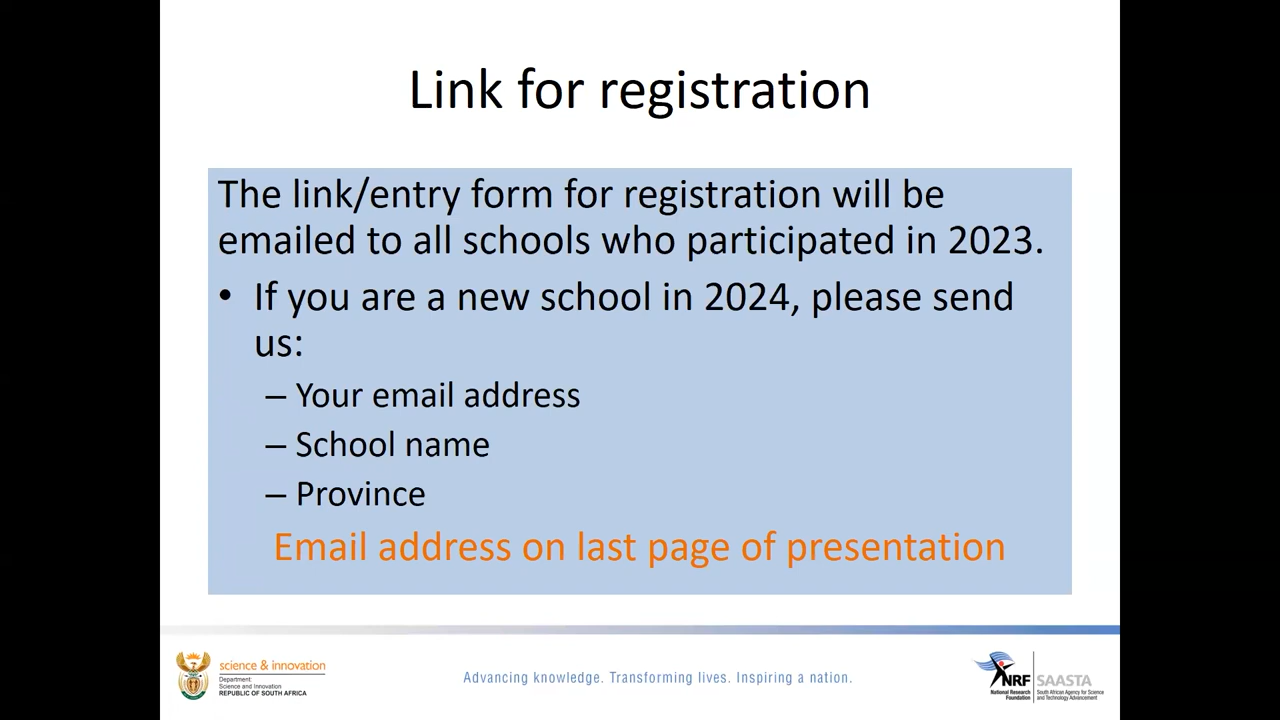 Link for registration
The link/entry form for registration will be
emailed to all schools who participated in 2023.
• If you are a new school in 2024, please send
us:
– Your email address
– School name
– Province
Email address on last page of presentation
science & innovation
Department:
Science and Innovation
REPUBLIC OF SOUTH AFRICA
Advancing knowledge. Transforming lives. Inspiring a nation.
NRF
National Research
Foundation
SAASTA
South African Agency for Science
and Technology Advancement